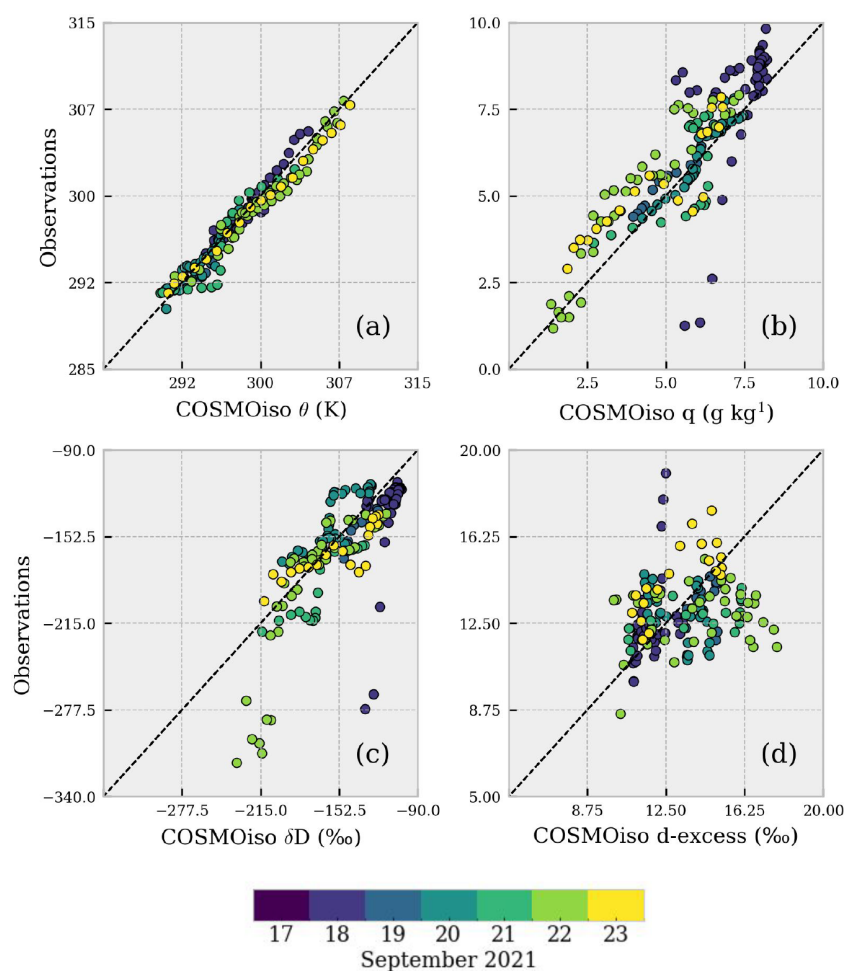 315
307
300
292
285
Observations
(a)
292 300 307 315
COSMOiso θ (K)
10.0
7.5
5.0
2.5
0.0
(b)
2.5 5.0 7.5 10.0
COSMOiso q (g kg¹)
−90.0
−152.5
−215.0
−277.5
−340.0
Observations
(c)
−277.5 −215.0 −152.5 −90.0
COSMOiso δD (‰)
20.00
16.25
12.50
8.75
5.00
(d)
8.75 12.50 16.25 20.00
COSMOiso d-excess (‰)
17 18 19 20 21 22 23
September 2021